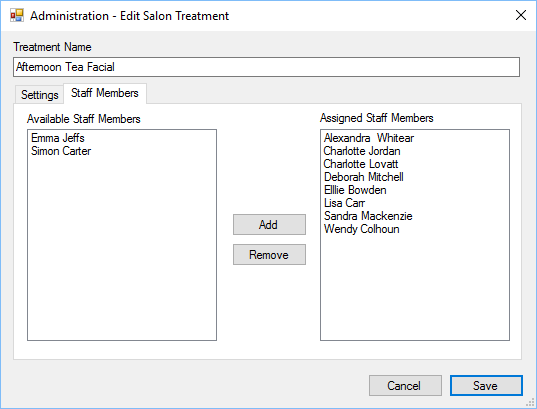 Administration - Edit Salon Treatment
Treatment Name
Afternoon Tea Facial
Settings
Staff Members
Available Staff Members
Emma Jeffs
Simon Carter
Add
Remove
Assigned Staff Members
Alexandra  Whitear
Charlotte Jordan
Charlotte Lovatt
Deborah Mitchell
Elllie Bowden
Lisa Carr
Sandra Mackenzie
Wendy Colhoun
Cancel
Save